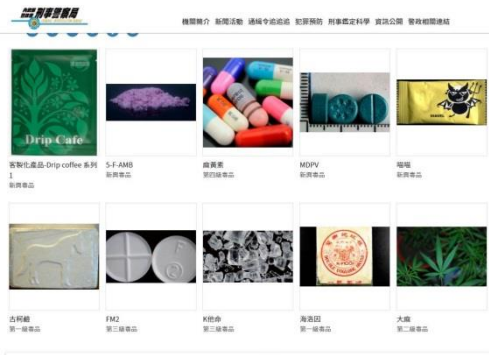 刑事警察局
機關簡介 新聞活動 通緝令追追追 犯罪預防 刑事鑑定科學 資訊公開 警政相關連結
Drip Cafe
客製化產品-Drip coffee 系列
1
新興毒品
5-F-AMB
新興毒品
麻黃素
第四級毒品
MDPV
新興毒品
喵喵
新興毒品
古柯鹼
第一級毒品
FM2
第三級毒品
K他命
第三級毒品
海洛因
第一級毒品
大麻
第二級毒品